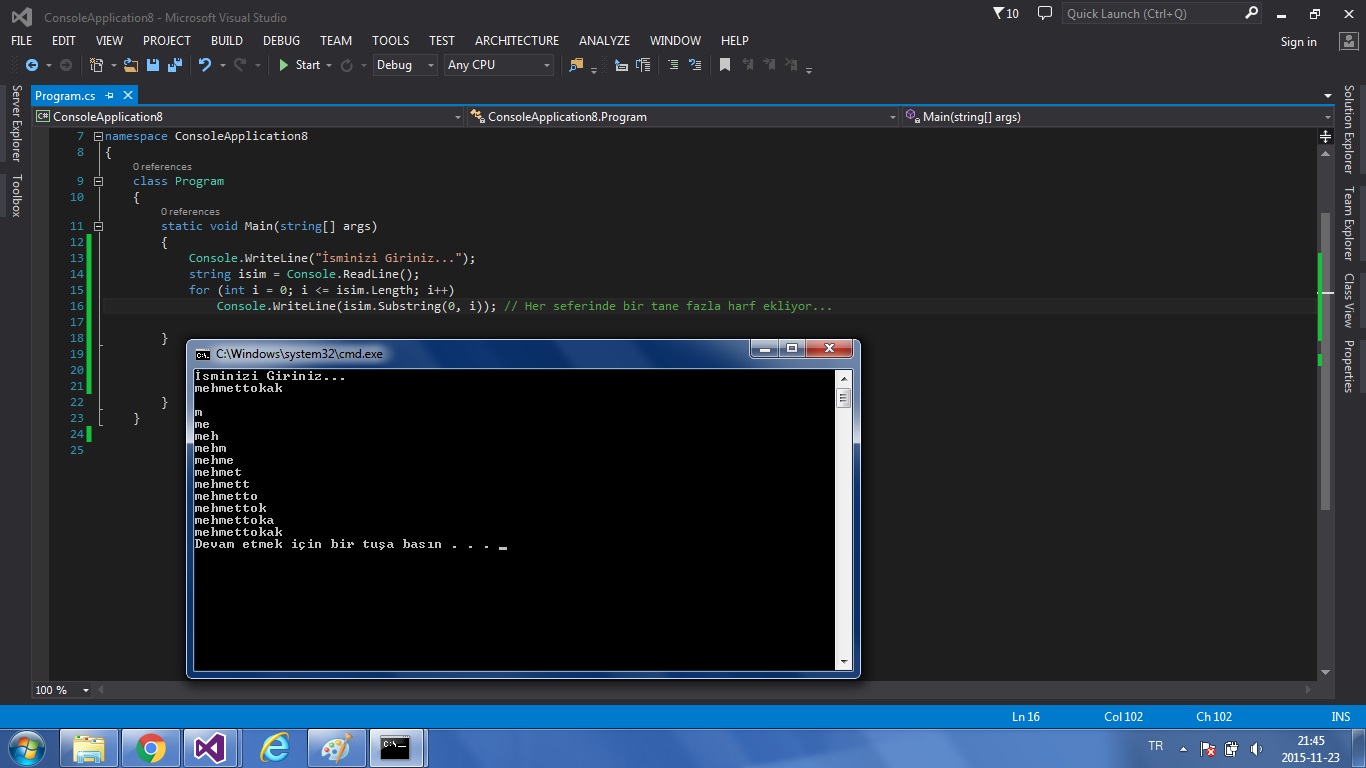 ConsoleApplication8 - Microsoft Visual Studio
10
Quick Launch (Ctrl+Q)
FILE EDIT VIEW PROJECT BUILD DEBUG TEAM TOOLS TEST ARCHITECTURE ANALYZE WINDOW HELP
Sign in
Start
Debug
Any CPU
Server Explorer
Toolbox
Program.cs
C# ConsoleApplication8
ConsoleApplication8.Program
Main(string[] args)
7 namespace ConsoleApplication8
8 {
0 references
9 class Program
10 {
0 references
11 static void Main(string[] args)
12 {
13 Console.WriteLine("İsminizi Giriniz...");
14 string isim = Console.ReadLine();
15 for (int i = 0; i <= isim.Length; i++)
16 Console.WriteLine(isim.Substring(0, i)); // Her seferinde bir tane fazla harf ekliyor...
17
18 }
19
20
21
22 }
23 }
24
25
C:\Windows\system32\cmd.exe
İsminizi Giriniz...
mehmettokak
m
me
meh
mehm
mehme
mehmet
mehmett
mehmetto
mehmettok
mehmettoka
mehmettokak
Devam etmek için bir tuşa basın . . .
Solution Explorer
Team Explorer
Class View
Properties
100 %
Ln 16
Col 102
Ch 102
INS
C:\
TR
21:45
2015-11-23